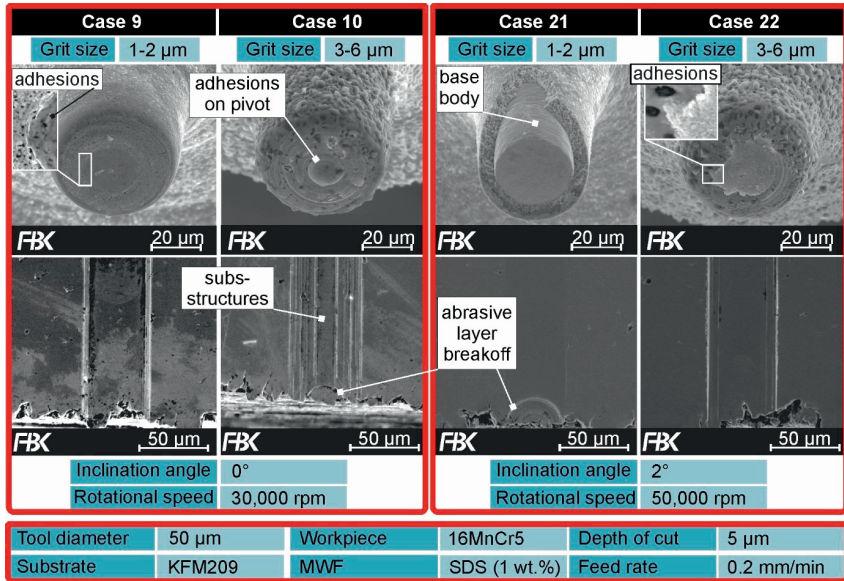 Case 9
Case 10
Case 21
Case 22
Grit size 1-2 µm
Grit size 3-6 µm
Grit size 1-2 µm
Grit size 3-6 µm
adhesions
adhesions
on pivot
base
body
adhesions
FBK 20 µm
FBK 20 µm
FBK 20 µm
FBK 20 µm
subs-
structures
abrasive
layer
breakoff
FBK 50 µm
FBK 50 µm
FBK 50 µm
FBK 50 µm
Inclination angle 0°
Rotational speed 30,000 rpm
Inclination angle 2°
Rotational speed 50,000 rpm
Tool diameter 50 µm Workpiece 16MnCr5 Depth of cut 5 µm
Substrate KFM209 MWF SDS (1 wt.%) Feed rate 0.2 mm/min